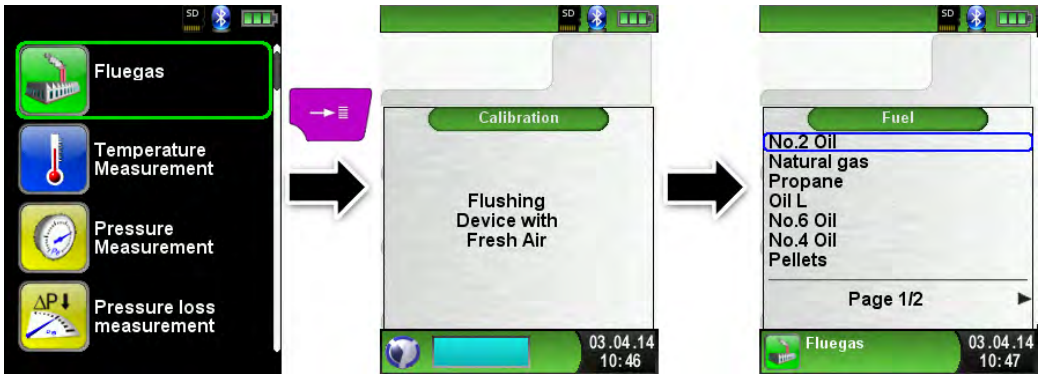 SD
Fluegas
Temperature
Measurement
Pressure
Measurement
ΔP
Pressure loss
measurement
SD
Calibration
Flushing
Device with
Fresh Air
03.04.14
10:46
SD
Fuel
No.2 Oil
Natural gas
Propane
Oil L
No.6 Oil
No.4 Oil
Pellets
Page 1/2
Fluegas
03.04.14
10:47